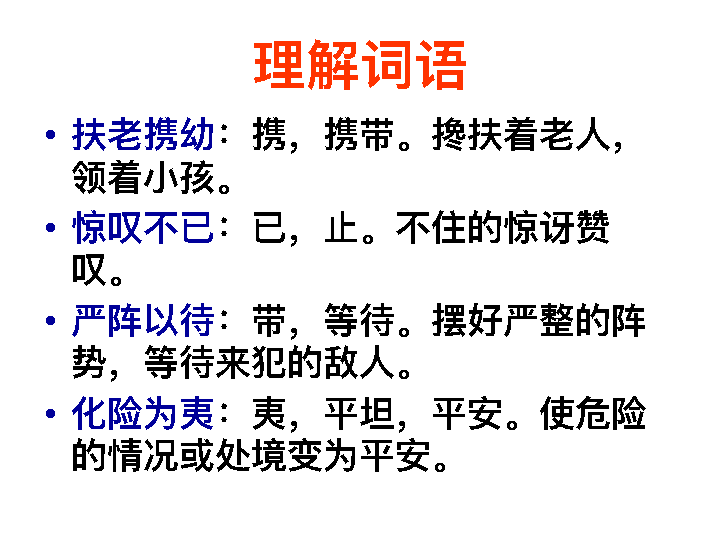 理解词语
• 扶老携幼：携，携带。搀扶着老人，
领着小孩。
• 惊叹不已：已，止。不住的惊讶赞
叹。
• 严阵以待：带，等待。摆好严整的阵
势，等待来犯的敌人。
• 化险为夷：夷，平坦，平安。使危险
的情况或处境变为平安。